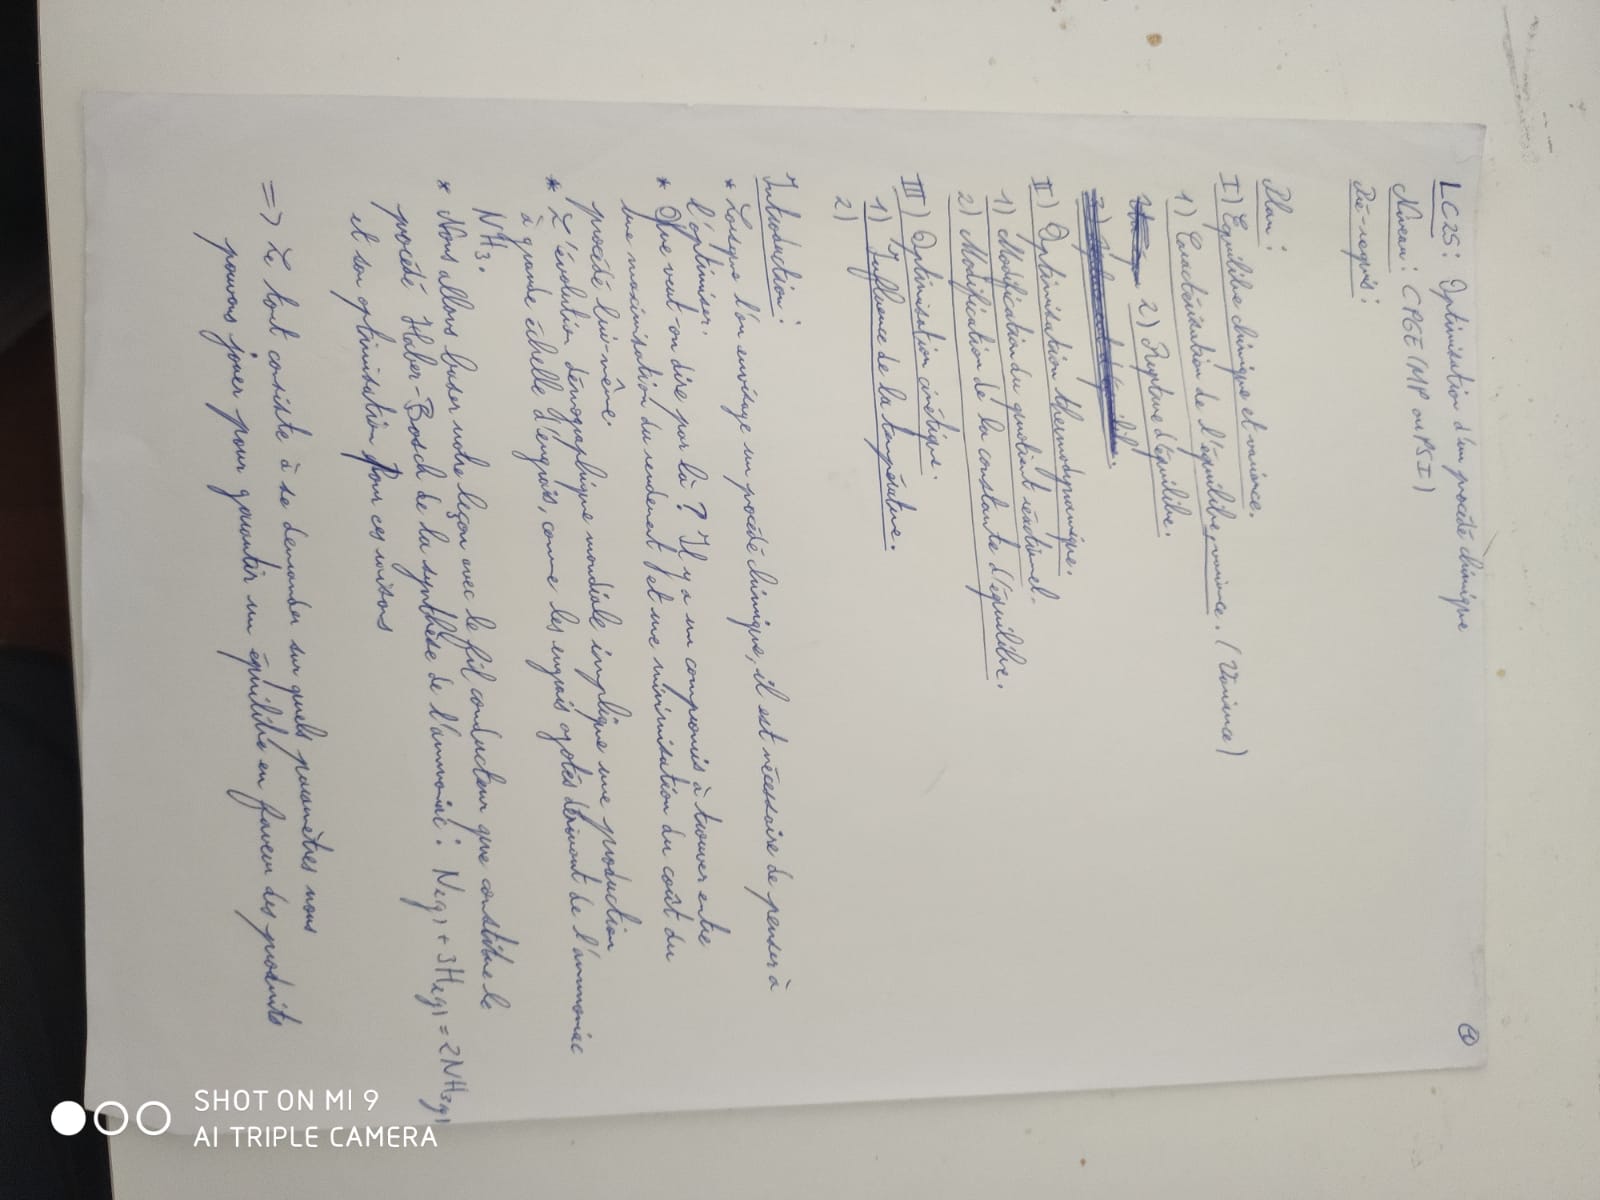 LC25: Optimisation d'un procédé chimique
①
Niveau: CPGE (MP ou PSI)
Pré-requis:
Plan:
I) Equilibre chimique et variance.
1) Caractérisation de l'équilibre, variance. (Variance)
2) Rupture d'équilibre.
3) Déplacement d'équilibre.
II) Optimisation thermodynamique.
1) Modification du quotient réactionnel.
2) Modification de la constante d'équilibre.
III) Optimisation cinétique.
1) Influence de la température.
2)
Introduction:
* Lorsque l'on envisage un procédé chimique, il est nécessaire de penser à
l'optimiser.
* Que veut-on dire par là? Il y a un compromis à trouver entre
une maximisation du rendement et une minimisation du coût du
procédé lui-même.
* L'évolution démographique mondiale implique une production
à grande échelle d'engrais, comme les engrais azotés dérivant de l'ammoniac
NH₃.
* Nous allons baser notre leçon avec le fil conducteur que constitue le
procédé Haber-Bosch de la synthèse de l'ammoniac: N₂(g) + 3H₂(g) = 2NH₃(g)
et son optimisation Pour ces raisons
=> Le tout consiste à se demander sur quels paramètres nous
pouvons jouer pour garantir un équilibre en faveur des produits
SHOT ON MI 9
AI TRIPLE CAMERA